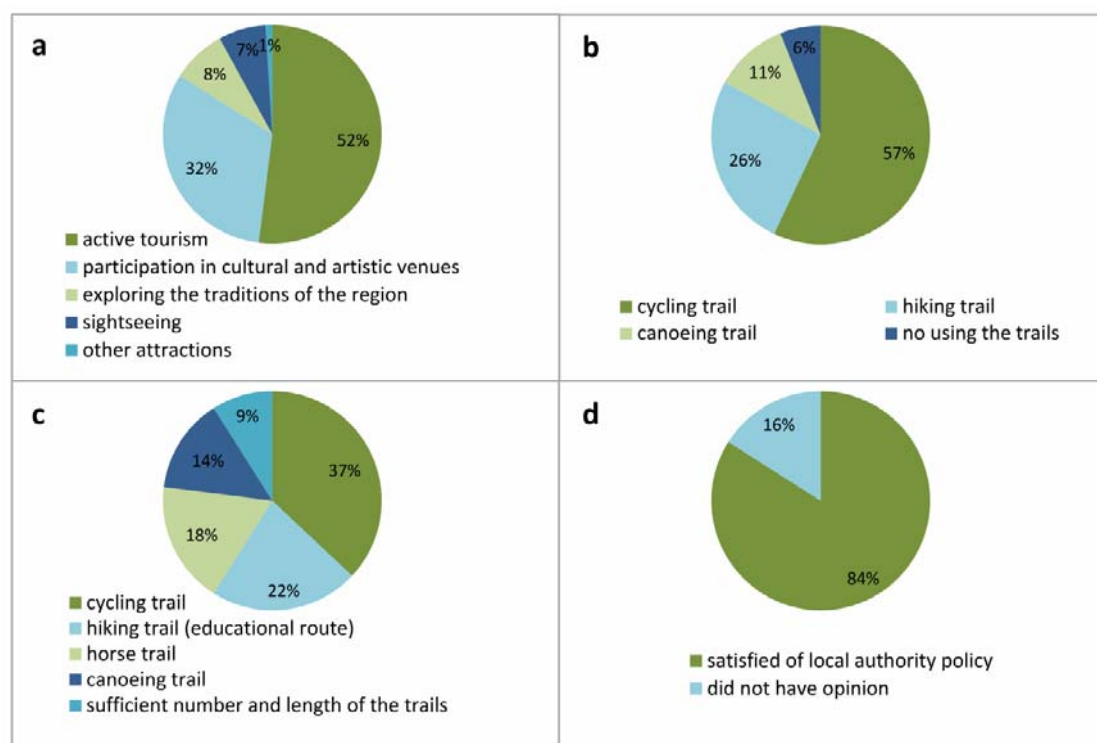 a
7%
1%
8%
52%
32%
active tourism
participation in cultural and artistic venues
exploring the traditions of the region
sightseeing
other attractions
b
6%
11%
57%
26%
cycling trail
hiking trail
canoeing trail
no using the trails
c
9%
14%
37%
18%
22%
cycling trail
hiking trail (educational route)
horse trail
canoeing trail
sufficient number and length of the trails
d
16%
84%
satisfied of local authority policy
did not have opinion